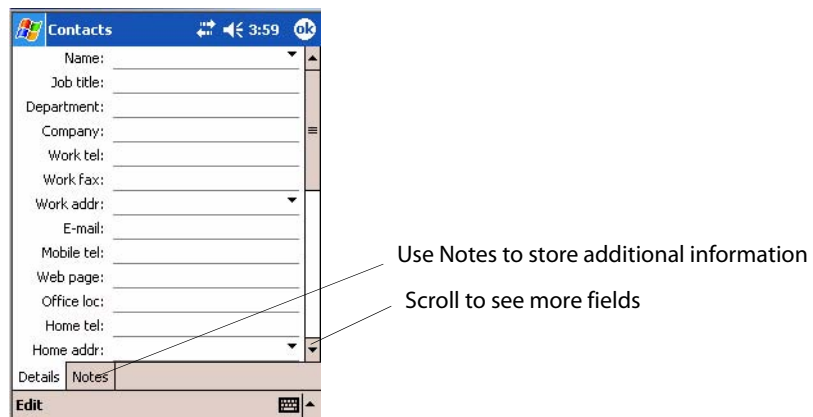 Contacts 3:59 ok
Name:
Job title:
Department:
Company:
Work tel:
Work fax:
Work addr:
E-mail:
Mobile tel:
Web page:
Office loc:
Home tel:
Home addr:
Details Notes
Edit
Use Notes to store additional information
Scroll to see more fields